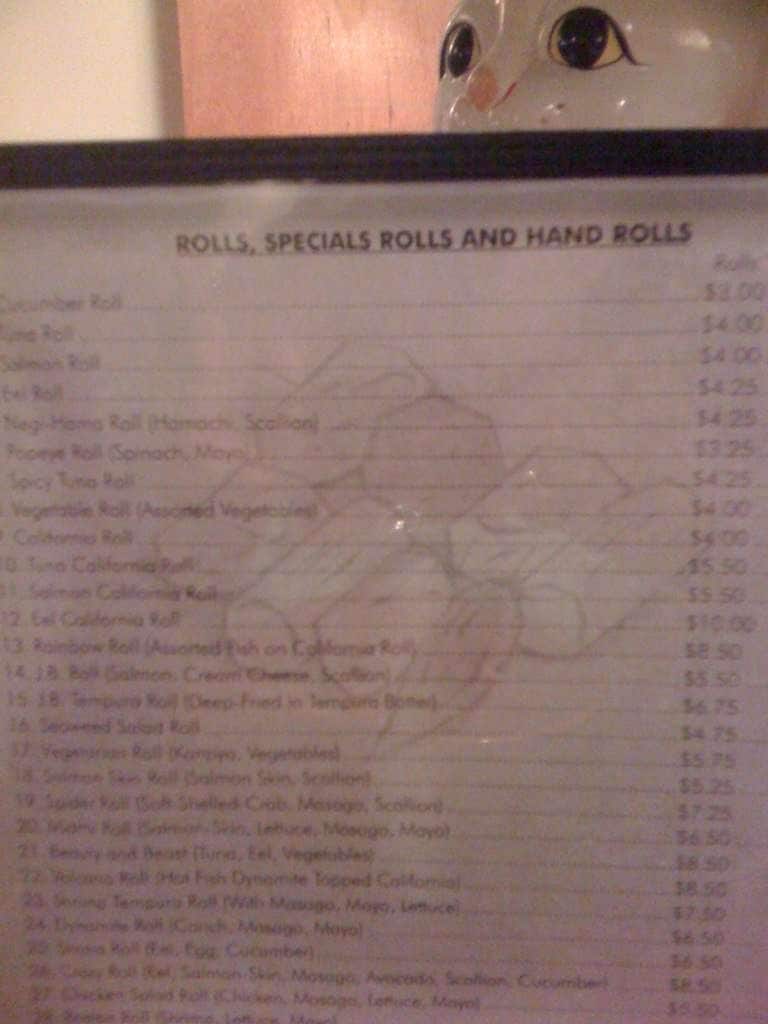 ROLLS, SPECIALS ROLLS AND HAND ROLLS
Rolls
Cucumber Roll $3.00
Tuna Roll $4.00
Salmon Roll $4.00
Eel Roll $4.25
Negi-Hama Roll (Hamachi, Scallion) $4.25
Popeye Roll (Spinach, Mayo) $3.25
Spicy Tuna Roll $4.25
Vegetable Roll (Assorted Vegetables) $4.00
California Roll $4.00
10. Tuna California Roll $5.50
11. Salmon California Roll $5.50
12. Eel California Roll $10.00
13. Rainbow Roll (Assorted Fish on California Roll) $8.50
14. J.B. Roll (Salmon, Cream Cheese, Scallion) $5.50
15. J.B. Tempura Roll (Deep-Fried in Tempura Batter) $6.75
16. Seaweed Salad Roll $4.75
17. Vegetarian Roll (Kanpyo, Vegetables) $5.75
18. Salmon Skin Roll (Salmon Skin, Scallion) $5.25
19. Spider Roll (Soft Shelled Crab, Masago, Scallion) $7.25
20. Miami Roll (Salmon-Skin, Lettuce, Masago, Mayo) $6.50
21. Beauty and Beast (Tuna, Eel, Vegetables) $8.50
22. Volcano Roll (Hot Fish Dynamite Topped California) $8.50
23. Shrimp Tempura Roll (With Masago, Mayo, Lettuce) $7.50
24. Dynamite Roll (Conch, Masago, Mayo) $6.50
25. Roll (Eel, Egg, Cucumber) $6.50
26. Crazy Roll (Eel, Salmon-Skin, Masago, Avocado, Scallion, Cucumber) $8.50
27. Chicken Salad Roll (Chicken, Masago, Lettuce, Mayo) $5.50
28. Boston Roll (Shrimp, Lettuce, Mayo)